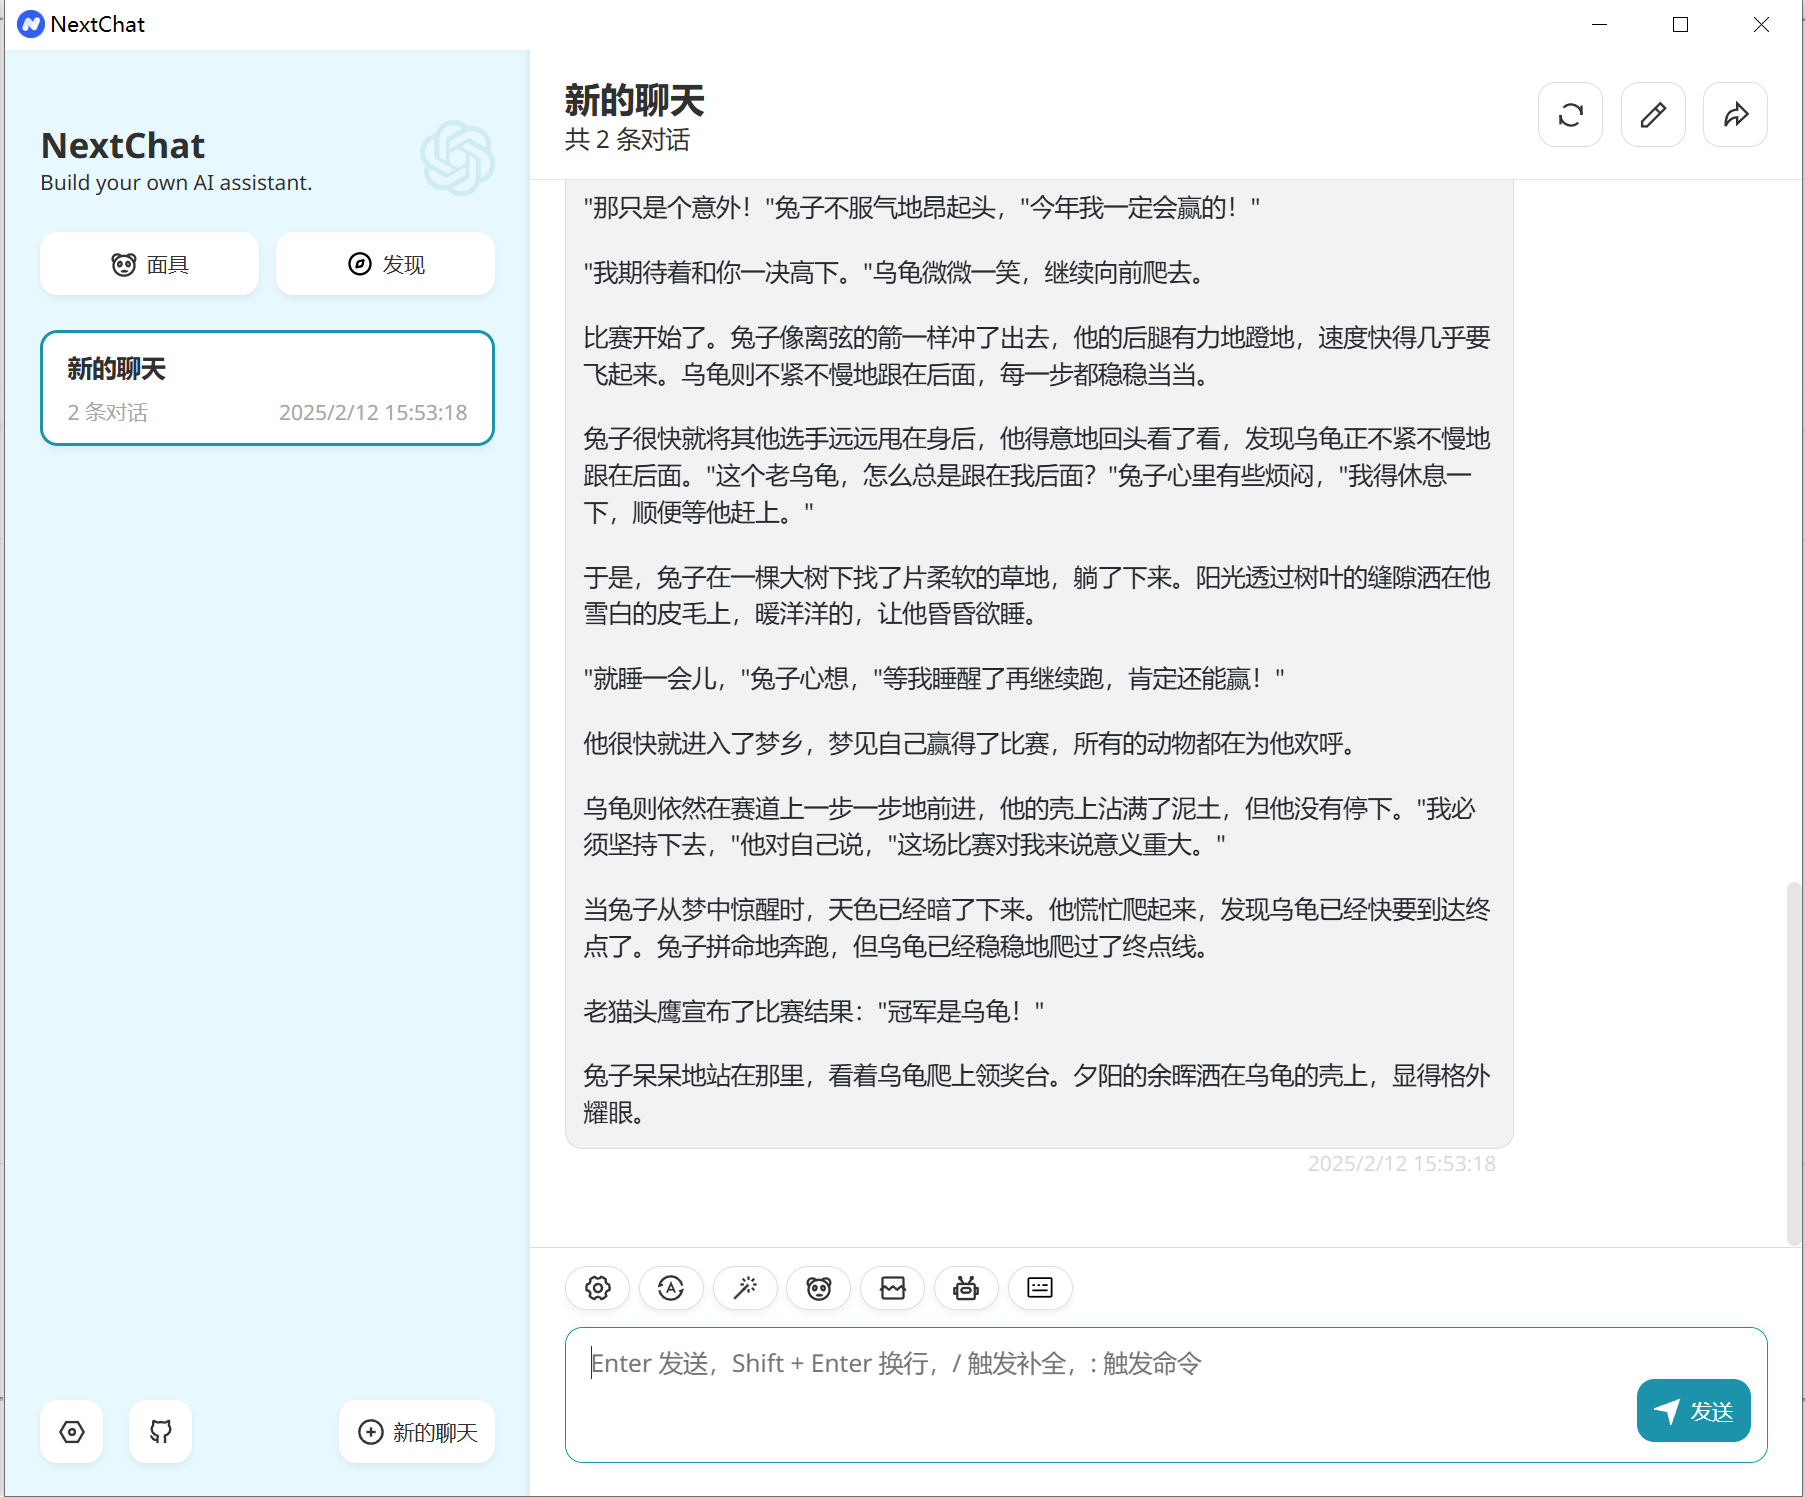 NextChat
NextChat
Build your own AI assistant.
面具
发现
新的聊天
2 条对话
2025/2/12 15:53:18
新的聊天
新的聊天
共 2 条对话
"那只是个意外！"兔子不服气地昂起头，"今年我一定会赢的！"
"我期待着和你一决高下。"乌龟微微一笑，继续向前爬去。
比赛开始了。兔子像离弦的箭一样冲了出去，他的后腿有力地蹬地，速度快得几乎要
飞起来。乌龟则不紧不慢地跟在后面，每一步都稳稳当当。
兔子很快就将其他选手远远甩在身后，他得意地回头看了看，发现乌龟正不紧不慢地
跟在后面。"这个老乌龟，怎么总是跟在我后面？"兔子心里有些烦闷，"我得休息一
下，顺便等他赶上。"
于是，兔子在一棵大树下找了片柔软的草地，躺了下来。阳光透过树叶的缝隙洒在他
雪白的皮毛上，暖洋洋的，让他昏昏欲睡。
"就睡一会儿，"兔子心想，"等我睡醒了再继续跑，肯定还能赢！"
他很快就进入了梦乡，梦见自己赢得了比赛，所有的动物都在为他欢呼。
乌龟则依然在赛道上一步一步地前进，他的壳上沾满了泥土，但他没有停下。"我必
须坚持下去，"他对自己说，"这场比赛对我来说意义重大。"
当兔子从梦中惊醒时，天色已经暗了下来。他慌忙爬起来，发现乌龟已经快要到达终
点了。兔子拼命地奔跑，但乌龟已经稳稳地爬过了终点线。
老猫头鹰宣布了比赛结果："冠军是乌龟！"
兔子呆呆地站在那里，看着乌龟爬上领奖台。夕阳的余晖洒在乌龟的壳上，显得格外
耀眼。
2025/2/12 15:53:18
Enter 发送，Shift + Enter 换行，/ 触发补全，: 触发命令
发送